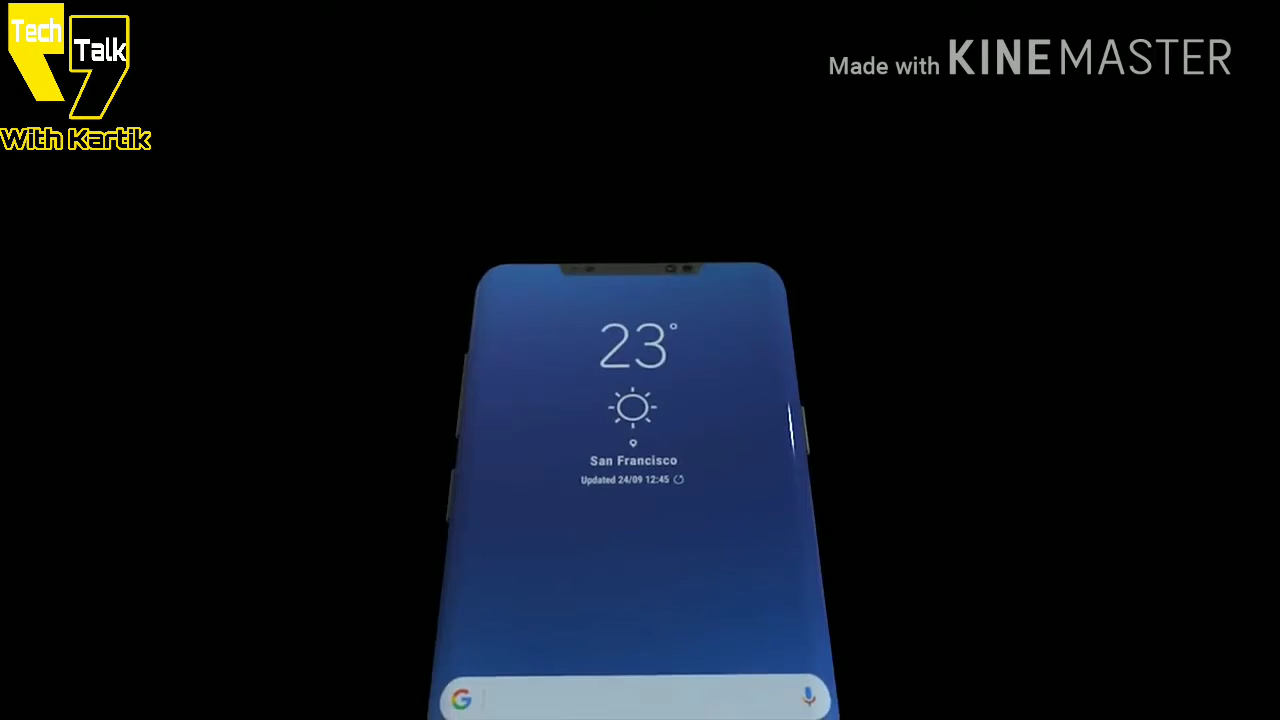 Tech
Talk
With Kartik
Made with KINEMASTER
23°
San Francisco
Updated 24/09 12:45